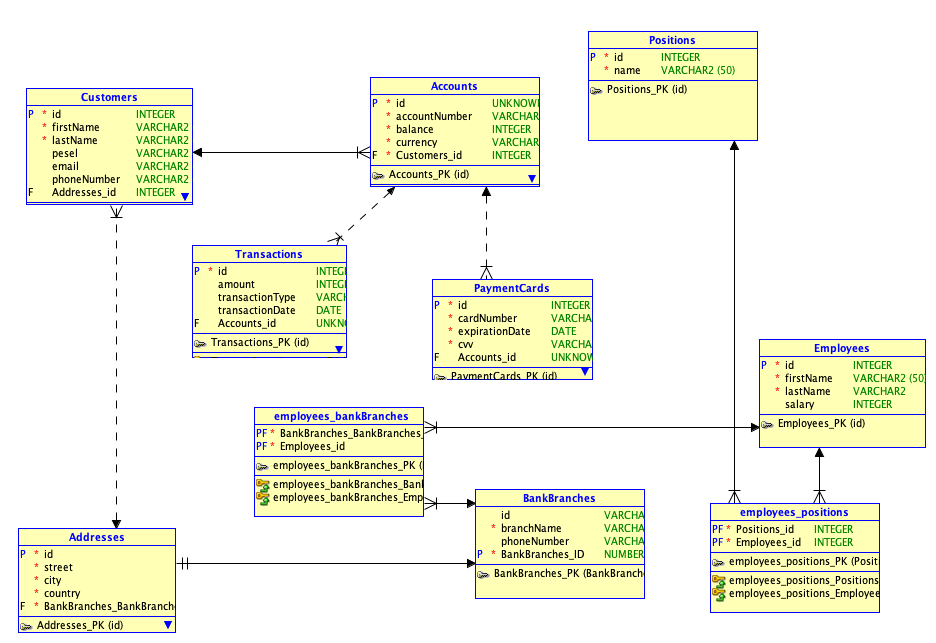 Positions
P * id INTEGER
* name VARCHAR2 (50)
Positions_PK (id)
Customers
P * id INTEGER
* firstName VARCHAR2
* lastName VARCHAR2
pesel VARCHAR2
email VARCHAR2
phoneNumber VARCHAR2
F Addresses_id INTEGER
Accounts
P * id UNKNOWN
* accountNumber VARCHAR
* balance INTEGER
* currency VARCHAR
F * Customers_id INTEGER
Accounts_PK (id)
Transactions
P * id INTEG
amount INTEG
transactionType VARCH
transactionDate DATE
F Accounts_id UNKN
Transactions_PK (id)
PaymentCards
P * id INTEGER
* cardNumber VARCHA
* expirationDate DATE
* cvv VARCHA
F Accounts_id UNKNOW
PaymentCards_PK (id)
Employees
P * id INTEGER
* firstName VARCHAR2 (50)
* lastName VARCHAR2
salary INTEGER
Employees_PK (id)
employees_bankBranches
PF * BankBranches_BankBranches_
PF * Employees_id
employees_bankBranches_PK (
employees_bankBranches_Banl
employees_bankBranches_Emp
BankBranches
id VARCHA
* branchName VARCHA
phoneNumber VARCHA
P * BankBranches_ID NUMBER
BankBranches_PK (BankBranch
employees_positions
PF * Positions_id INTEGER
PF * Employees_id INTEGER
employees_positions_PK (Posit
employees_positions_Positions
employees_positions_Employee
Addresses
P * id
* street
* city
* country
F * BankBranches_BankBranch
Addresses_PK (id)